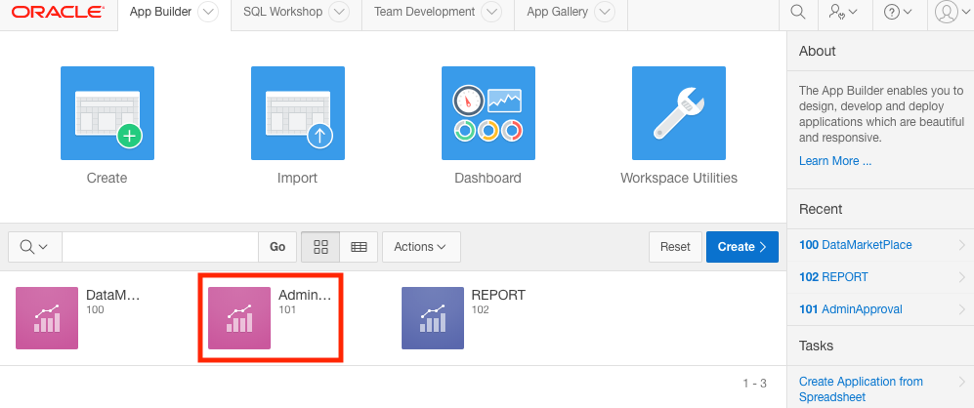 ORACLE
App Builder
SQL Workshop
Team Development
App Gallery
Create
Import
Dashboard
Workspace Utilities
Go
Actions
Reset
Create
DataM...
100
Admin...
101
REPORT
102
1 - 3
About
The App Builder enables you to
design, develop and deploy
applications which are beautiful
and responsive.
Learn More ...
Recent
100 DataMarketPlace
102 REPORT
101 AdminApproval
Tasks
Create Application from
Spreadsheet